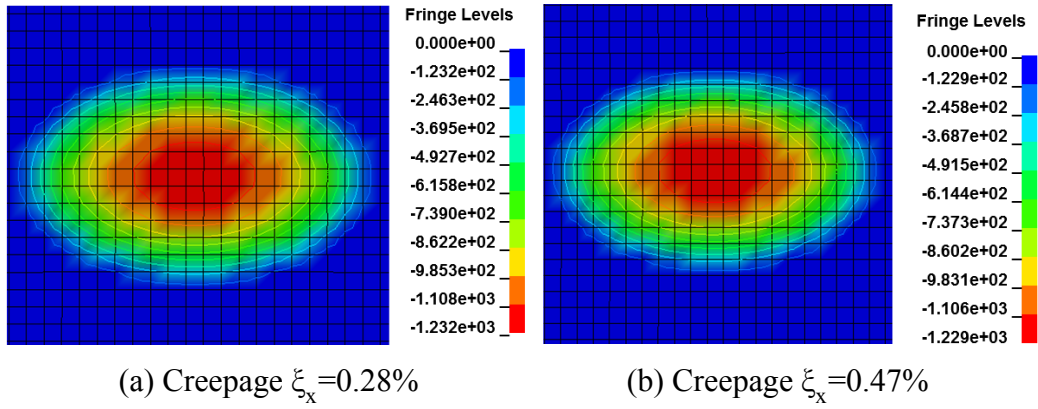 Fringe Levels
0.000e+00
-1.232e+02
-2.463e+02
-3.695e+02
-4.927e+02
-6.158e+02
-7.390e+02
-8.622e+02
-9.853e+02
-1.108e+03
-1.232e+03
(a) Creepage ξx=0.28%
Fringe Levels
0.000e+00
-1.229e+02
-2.458e+02
-3.687e+02
-4.915e+02
-6.144e+02
-7.373e+02
-8.602e+02
-9.831e+02
-1.106e+03
-1.229e+03
(b) Creepage ξx=0.47%